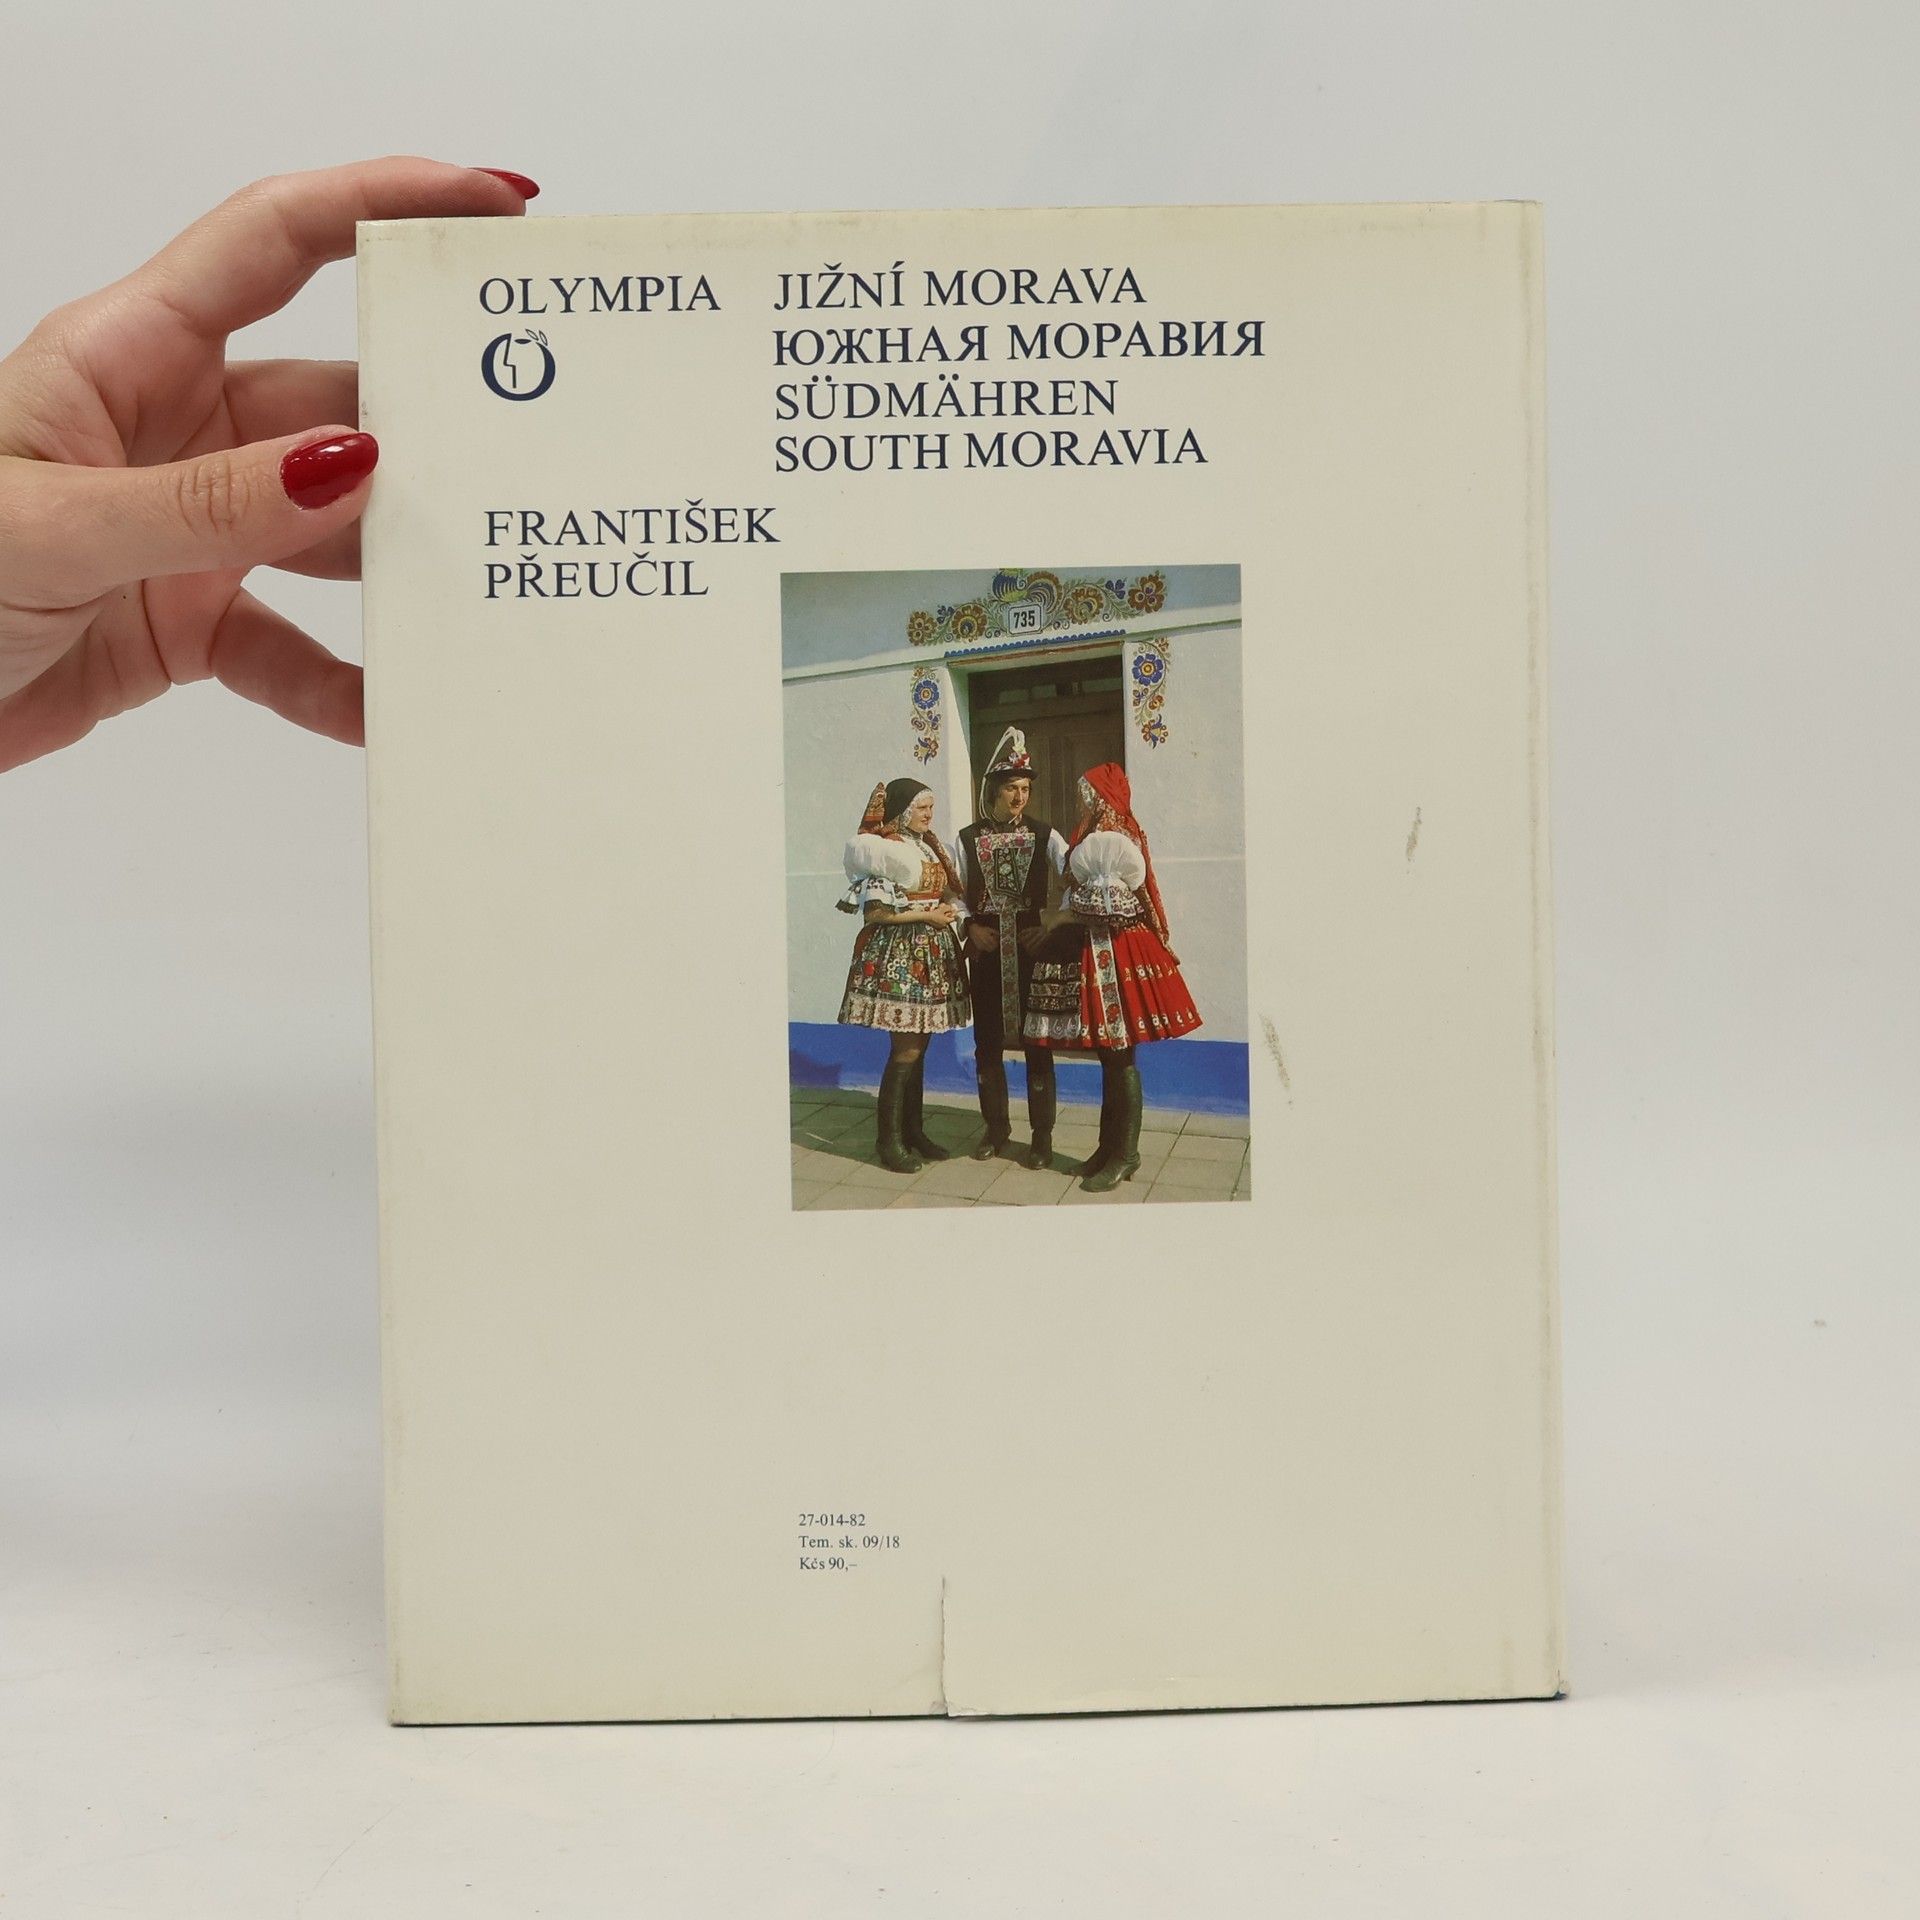 OLYMPIA
JIŽNÍ MORAVA
ЮЖНАЯ МОРАВИЯ
SÜDMÄHREN
SOUTH MORAVIA
FRANTIŠEK
PŘEUČIL
735
27-014-82
Tem. sk. 09/18
Kčs 90,–